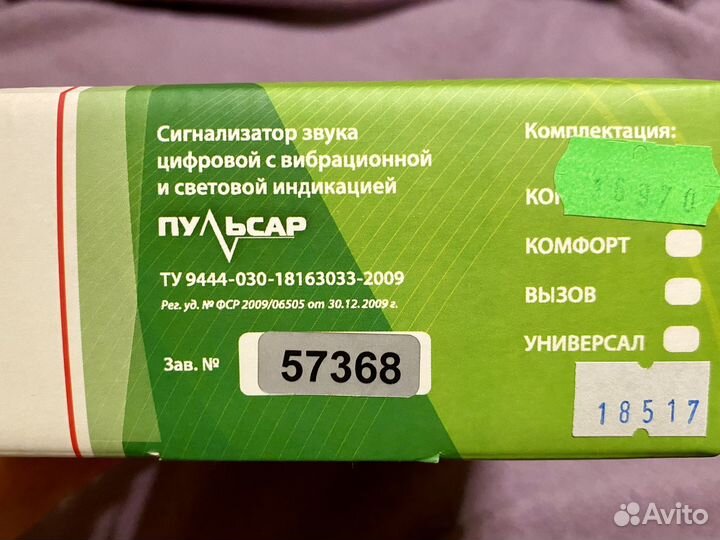 Сигнализатор звука
цифровой с вибрационной
и световой индикацией
ПУЛЬСАР
ТУ 9444-030-18163033-2009
Рег. уд. № ФСР 2009/06505 от 30.12.2009 г.
Зав. № 57368
Комплектация:
16970
КОМФОРТ
ВЫЗОВ
УНИВЕРСАЛ
18517
Avito